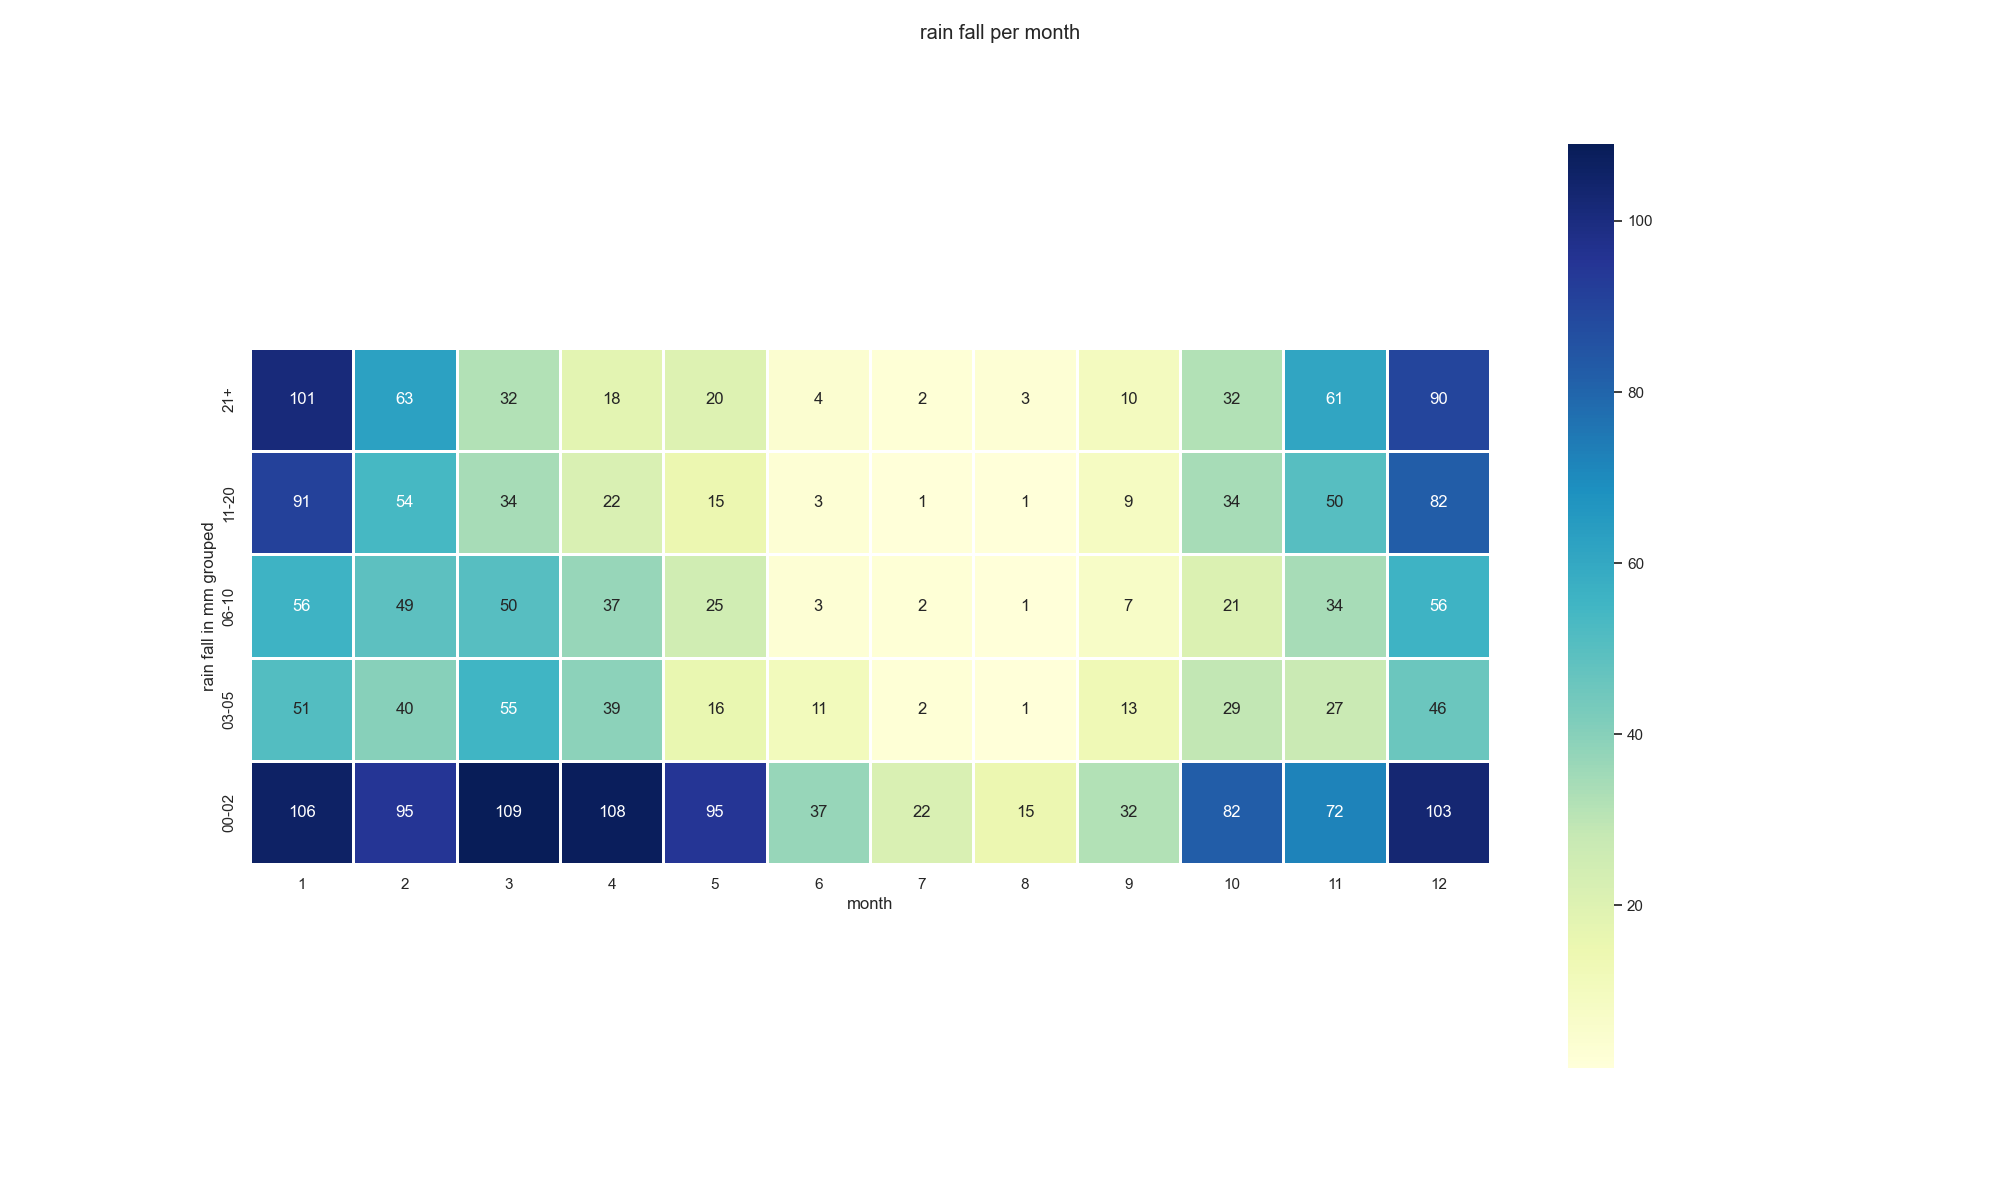 rain fall per month
100
80
60
40
20
rain fall in mm grouped
21+ 101 63 32 18 20 4 2 3 10 32 61 90
11-20 91 54 34 22 15 3 1 1 9 34 50 82
06-10 56 49 50 37 25 3 2 1 7 21 34 56
03-05 51 40 55 39 16 11 2 1 13 29 27 46
00-02 106 95 109 108 95 37 22 15 32 82 72 103
1 2 3 4 5 6 7 8 9 10 11 12
month